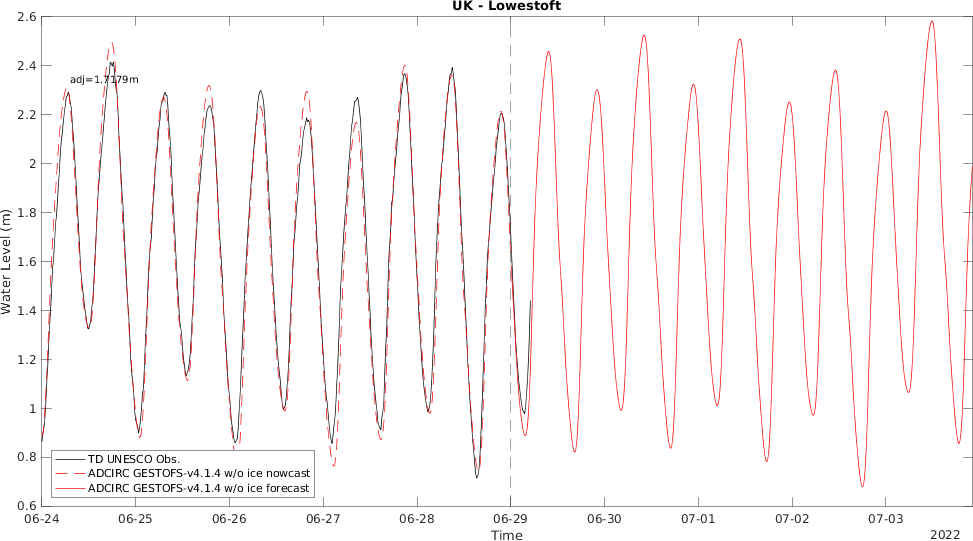 UK - Lowestoft
2.6
2.4
adj=1.7179m
2.2
2
1.8
1.6
1.4
1.2
1
0.8
0.6
Water Level (m)
TD UNESCO Obs.
ADCIRC GESTOFS-v4.1.4 w/o ice nowcast
ADCIRC GESTOFS-v4.1.4 w/o ice forecast
06-24 06-25 06-26 06-27 06-28 06-29 06-30 07-01 07-02 07-03
Time
2022